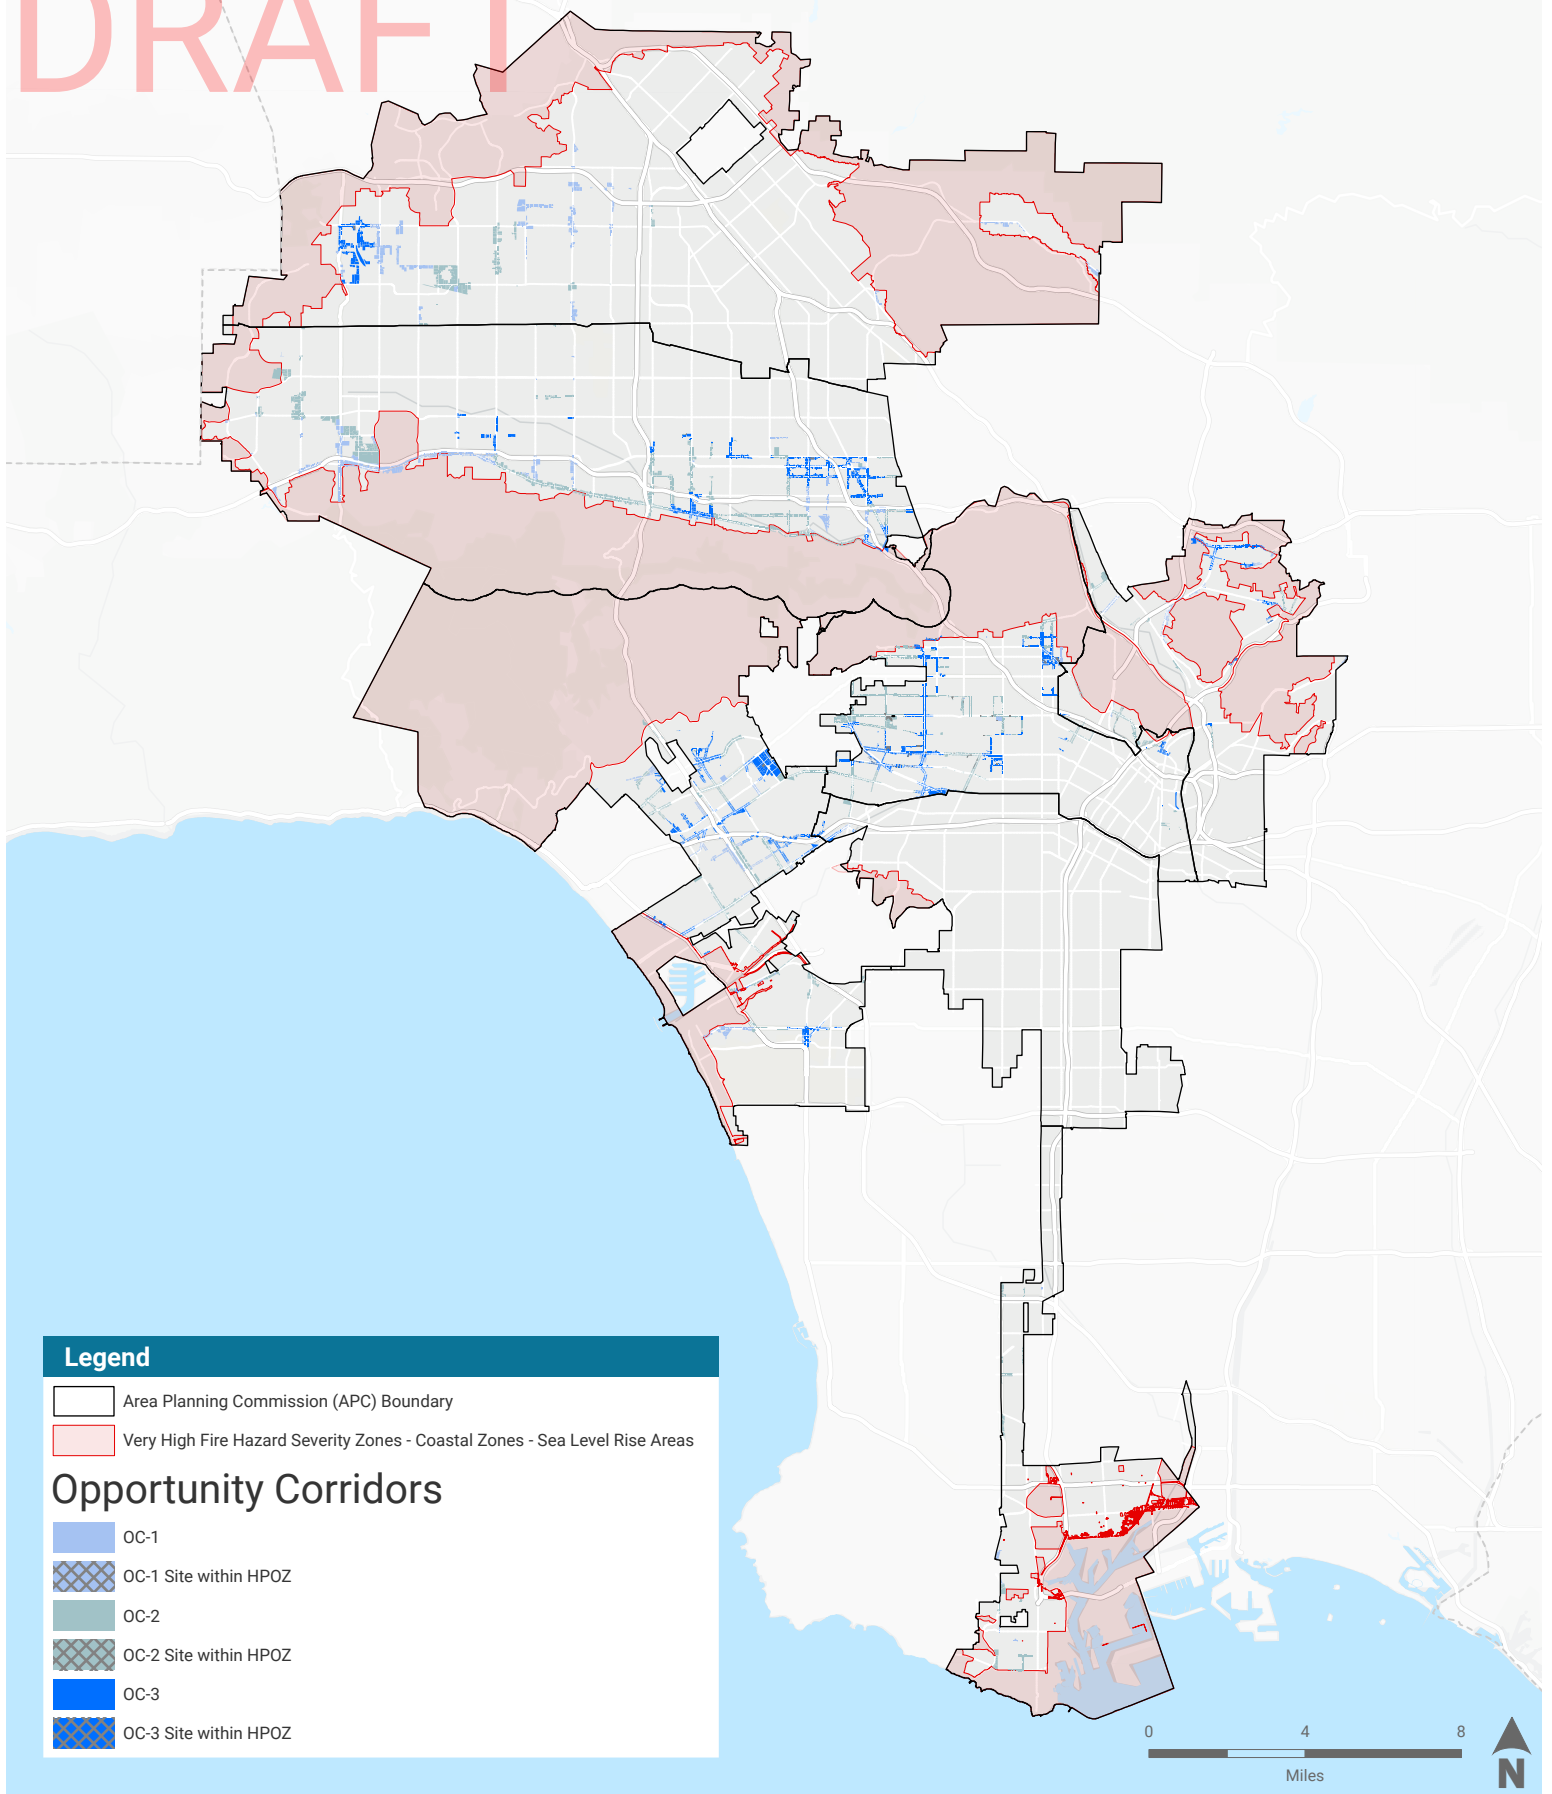 DRAFT
Legend
Area Planning Commission (APC) Boundary
Very High Fire Hazard Severity Zones - Coastal Zones - Sea Level Rise Areas
Opportunity Corridors
OC-1
OC-1 Site within HPOZ
OC-2
OC-2 Site within HPOZ
OC-3
OC-3 Site within HPOZ
0 4 8
Miles
N